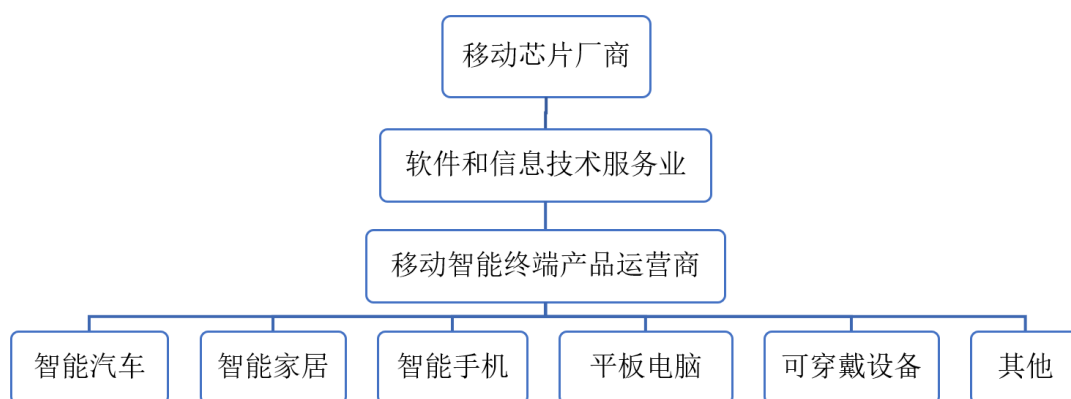 移动芯片厂商
软件和信息技术服务业
移动智能终端产品运营商
智能汽车
智能家居
智能手机
平板电脑
可穿戴设备
其他